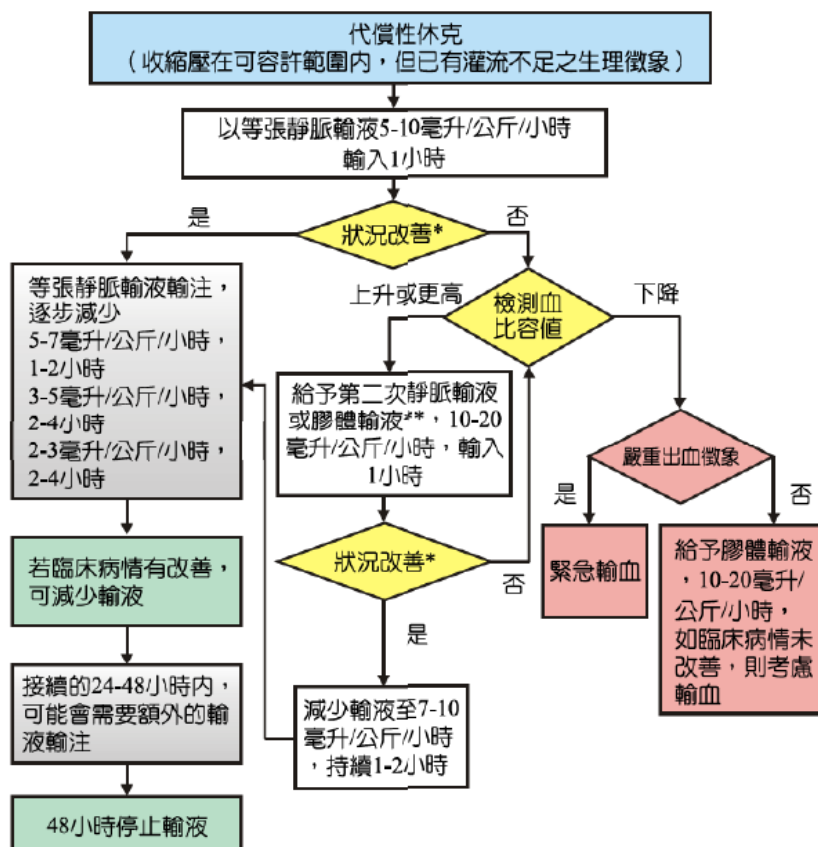 代償性休克
（收縮壓在可容許範圍內，但已有灌流不足之生理徵象）
以等張靜脈輸液5-10毫升/公斤/小時
輸入1小時
是
狀況改善*
否
等張靜脈輸液輸注，
逐步減少
5-7毫升/公斤/小時，
1-2小時
3-5毫升/公斤/小時，
2-4小時
2-3毫升/公斤/小時，
2-4小時
上升或更高
檢測血
比容值
下降
給予第二次靜脈輸液
或膠體輸液**，10-20
毫升/公斤/小時，輸入
1小時
嚴重出血徵象
是
否
狀況改善*
否
是
緊急輸血
給予膠體輸液
，10-20毫升/
公斤/小時，
如臨床病情未
改善，則考慮
輸血
若臨床病情有改善，
可減少輸液
接續的24-48小時內，
可能會需要額外的輸
液輸注
減少輸液至7-10
毫升/公斤/小時
，持續1-2小時
48小時停止輸液